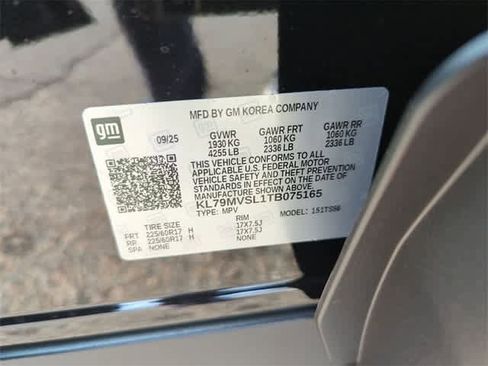 MFD BY GM KOREA COMPANY
gm
09/25 GVWR GAWR FRT GAWR RR
1930 KG 1060 KG 1060 KG
4255 LB 2336 LB 2336 LB
THIS VEHICLE CONFORMS TO ALL
APPLICABLE U.S. FEDERAL MOTOR
VEHICLE SAFETY AND THEFT PREVENTION
STANDARDS IN EFFECT ON THE DATE OF
MANUFACTURE SHOWN ABOVE.
KL79MVSL1TB075165
TYPE: MPV MODEL: 1S1TS56
TIRE SIZE RIM
FRT 225/60R17 H 17X7.5J
RR 225/60R17 H 17X7.5J
SPA NONE NONE